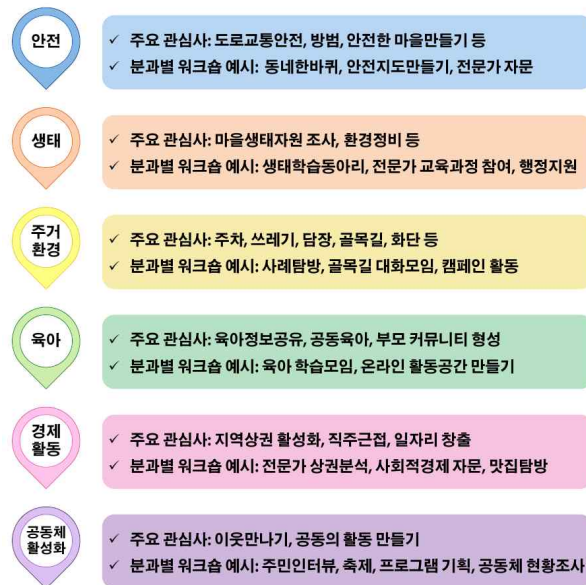 안전
✓ 주요 관심사: 도로교통안전, 방범, 안전한 마을만들기 등
✓ 분과별 워크숍 예시: 동네한바퀴, 안전지도만들기, 전문가 자문
생태
✓ 주요 관심사: 마을생태자원 조사, 환경정비 등
✓ 분과별 워크숍 예시: 생태학습동아리, 전문가 교육과정 참여, 행정지원
주거
환경
✓ 주요 관심사: 주차, 쓰레기, 담장, 골목길, 화단 등
✓ 분과별 워크숍 예시: 사례탐방, 골목길 대화모임, 캠페인 활동
육아
✓ 주요 관심사: 육아정보공유, 공동육아, 부모 커뮤니티 형성
✓ 분과별 워크숍 예시: 육아 학습모임, 온라인 활동공간 만들기
경제
활동
✓ 주요 관심사: 지역상권 활성화, 직주근접, 일자리 창출
✓ 분과별 워크숍 예시: 전문가 상권분석, 사회적경제 자문, 맛집탐방
공동체
활성화
✓ 주요 관심사: 이웃만나기, 공동의 활동 만들기
✓ 분과별 워크숍 예시: 주민인터뷰, 축제, 프로그램 기획, 공동체 현황조사